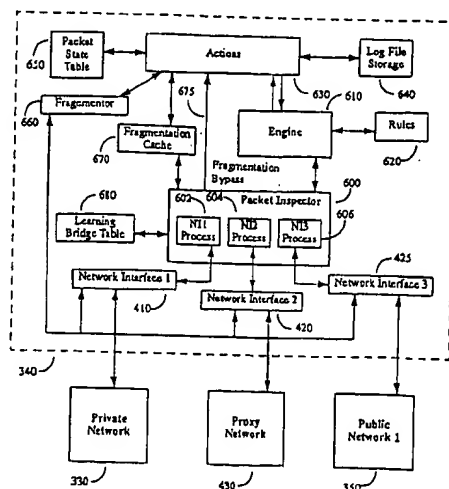 Packet
State
Table
650
Actions
Log File
Storage
640
675
630
610
Fragementor
660
Fragmentation
Cache
670
Engine
Rules
620
Fragmentation
Bypass
680
Learning
Bridge Table
602
604
Packet Inspector
600
NI1
Process
NI2
Process
NI3
Process
606
Network Interface 1
410
Network Interface 2
420
425
Network Interface 3
340
Private
Network
330
Proxy
Network
430
Public
Network 1
350